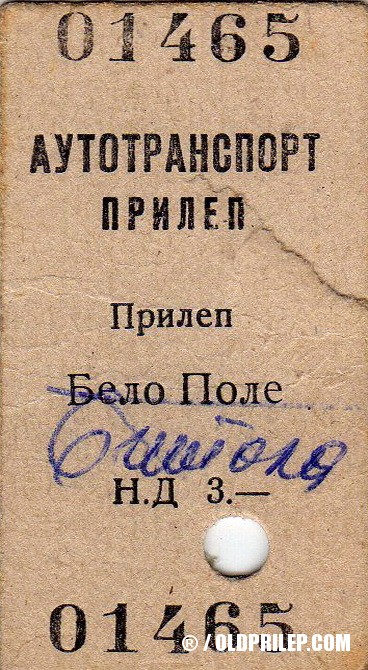 01465
АУТОТРАНСПОРТ
ПРИЛЕП
Прилеп
Бело Поле
Битола
Н.Д 3.—
01465
® / OLDPRILEP.COM